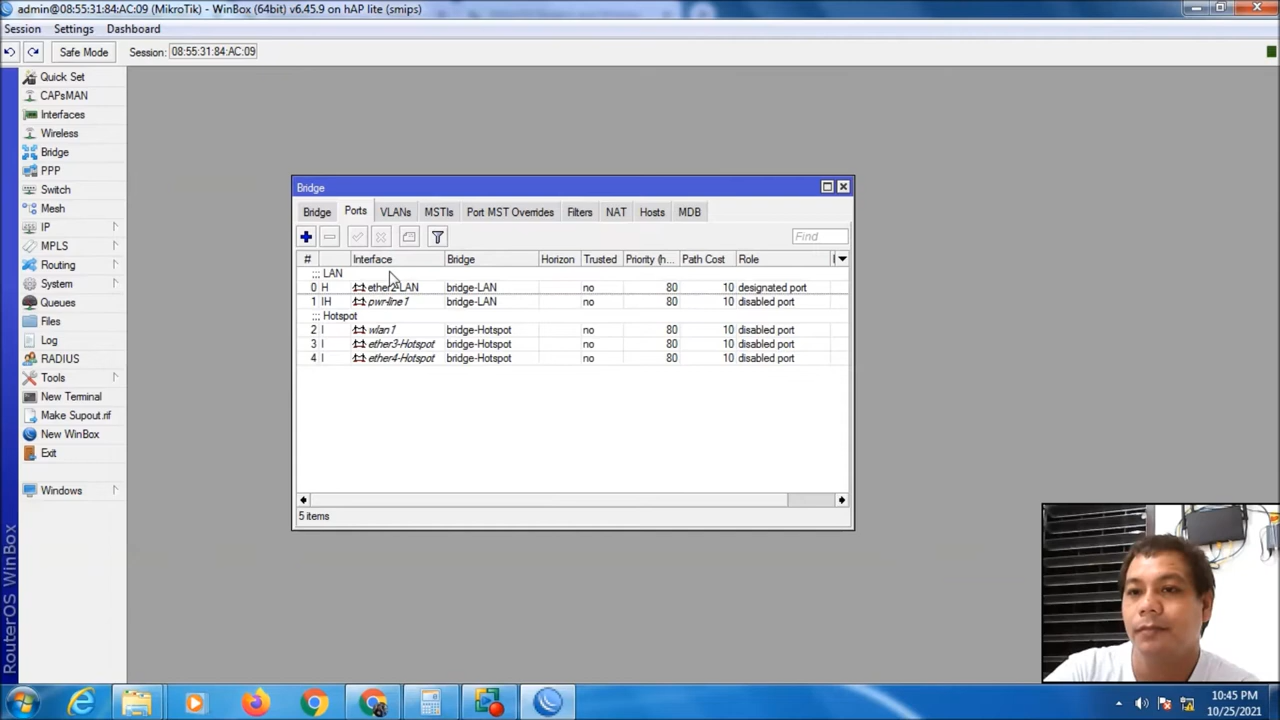 admin@08:55:31:84:AC:09 (MikroTik) - WinBox (64bit) v6.45.9 on hAP lite (smips)
Session Settings Dashboard
Safe Mode Session: 08:55:31:84:AC:09
Quick Set
CAPsMAN
Interfaces
Wireless
Bridge
PPP
Switch
Mesh
IP
MPLS
Routing
System
Queues
Files
Log
RADIUS
Tools
New Terminal
Make Supout.rif
New WinBox
Exit
Windows
RouterOS WinBox
Bridge
Bridge Ports VLANs MSTIs Port MST Overrides Filters NAT Hosts MDB
Find
# Interface Bridge Horizon Trusted Priority (h... Path Cost Role
;;; LAN
0 H ether2-LAN bridge-LAN no 80 10 designated port
1 IH pwr-line1 bridge-LAN no 80 10 disabled port
;;; Hotspot
2 I wlan1 bridge-Hotspot no 80 10 disabled port
3 I ether3-Hotspot bridge-Hotspot no 80 10 disabled port
4 I ether4-Hotspot bridge-Hotspot no 80 10 disabled port
5 items
10:45 PM
10/25/2021